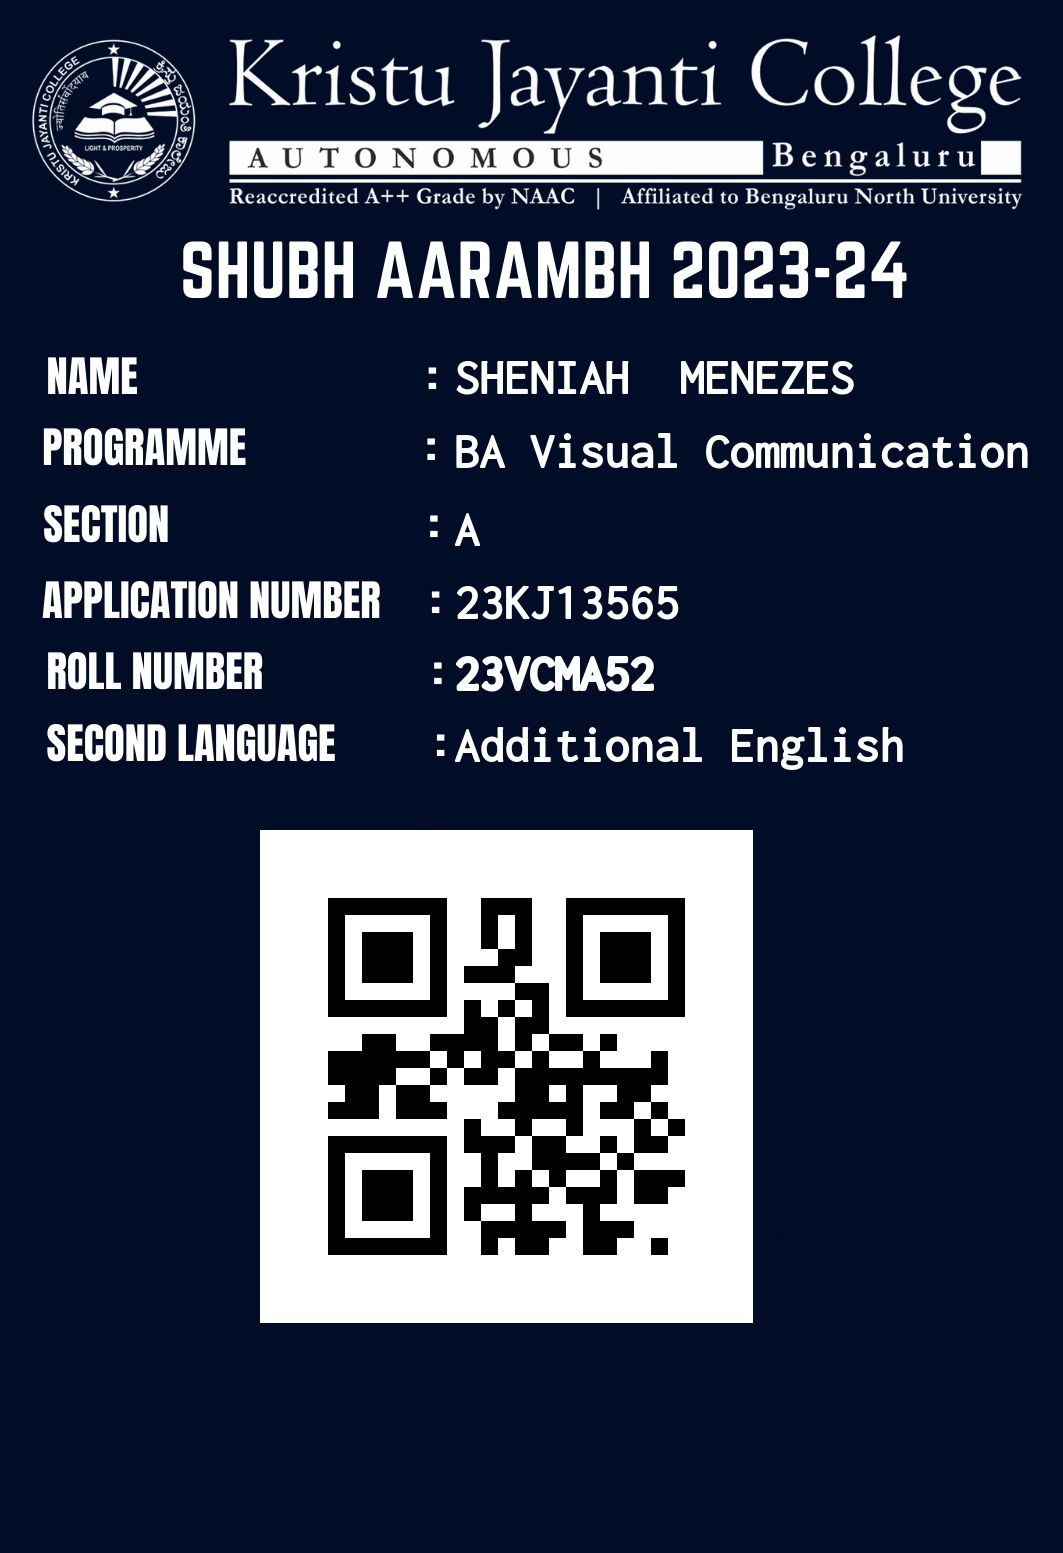 KRISTU JAYANTI COLLEGE
ಕ್ರಿಸ್ತು ಜಯಂತಿ ಕಾಲೇಜು
LIGHT & PROSPERITY
Kristu Jayanti College
AUTONOMOUS Bengaluru
Reaccredited A++ Grade by NAAC | Affiliated to Bengaluru North University
SHUBH AARAMBH 2023-24
NAME : SHENIAH MENEZES
PROGRAMME : BA Visual Communication
SECTION : A
APPLICATION NUMBER : 23KJ13565
ROLL NUMBER : 23VCMA52
SECOND LANGUAGE : Additional English